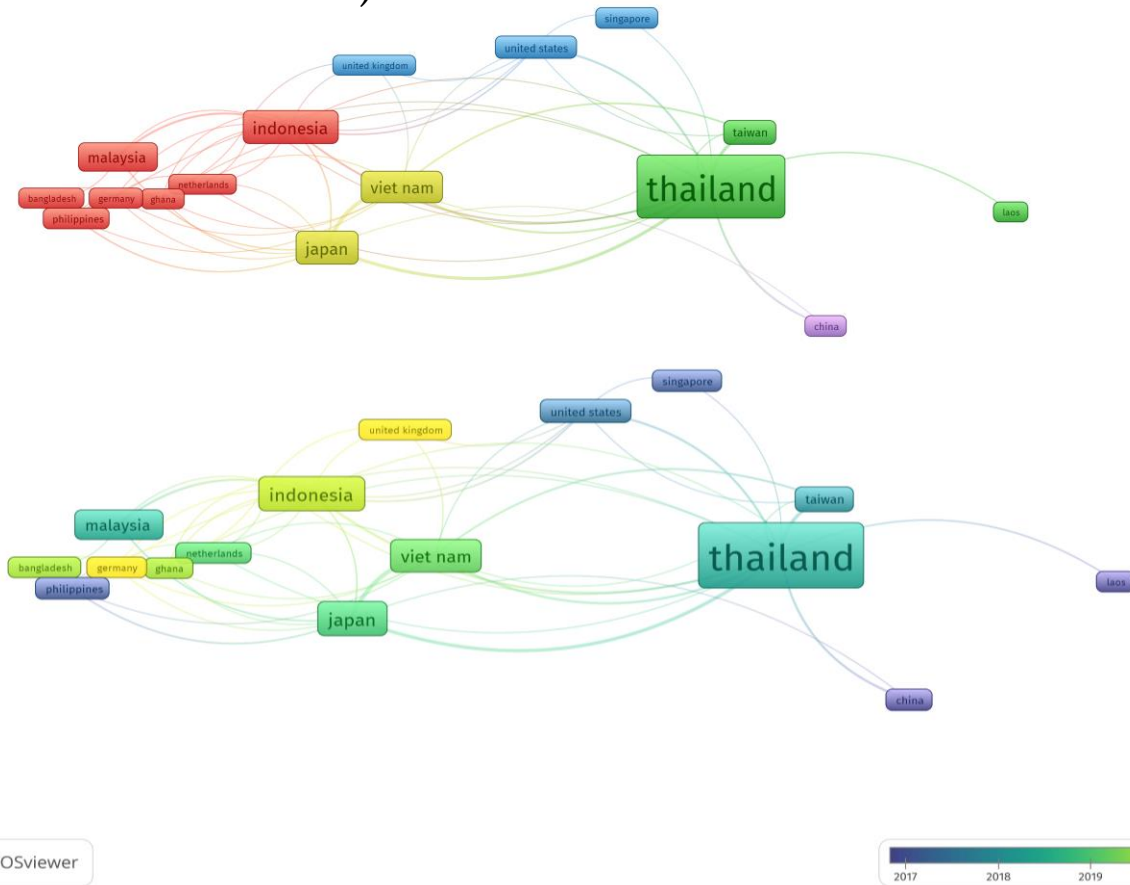 singapore
united states
united kingdom
indonesia
taiwan
malaysia
thailand
netherlands
viet nam
bangladesh
germany
ghana
laos
philippines
japan
china
singapore
united states
united kingdom
indonesia
taiwan
malaysia
netherlands
viet nam
thailand
bangladesh
germany
ghana
laos
philippines
japan
china
OSviewer
2017 2018 2019